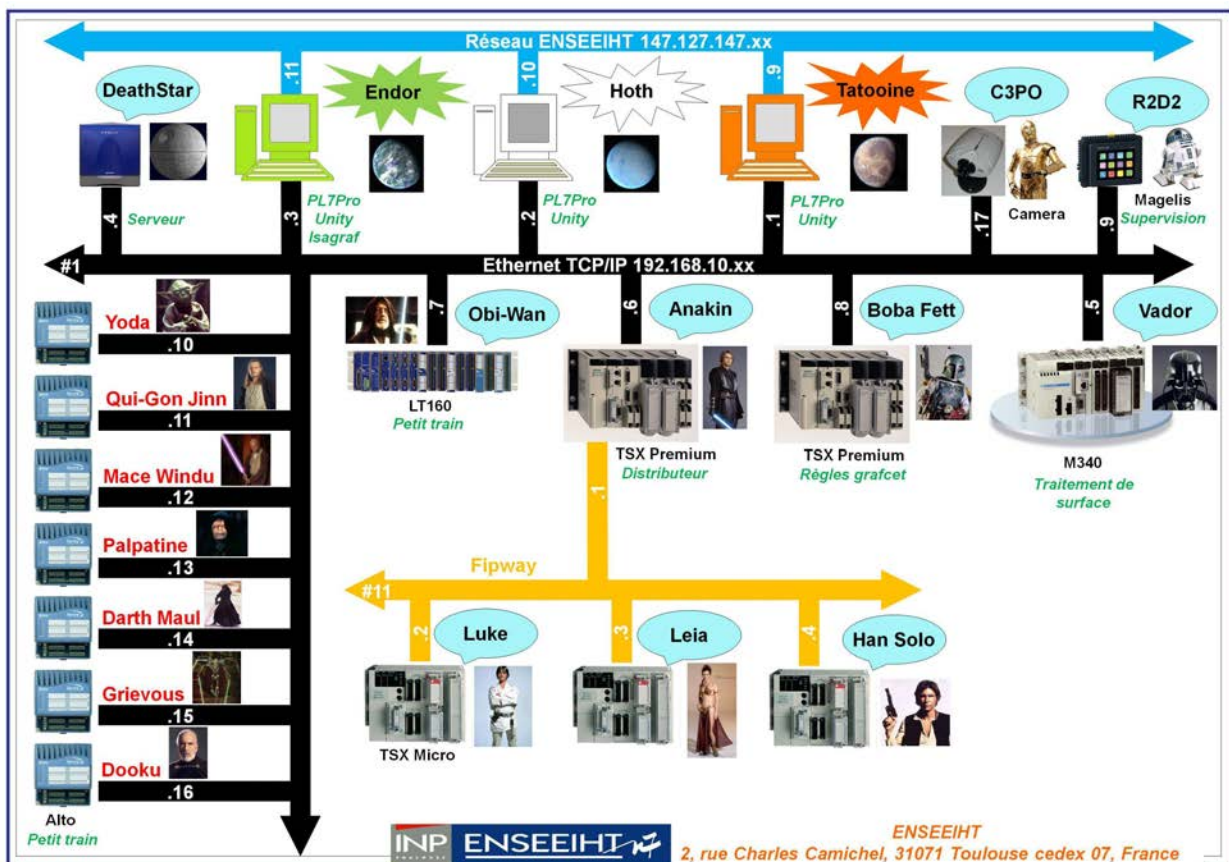 Réseau ENSEEIHT 147.127.147.xx
.11
.10
.9
DeathStar
Endor
Hoth
Tatooine
C3PO
R2D2
.4
Serveur
.3
PL7Pro
Unity
Isagraf
.2
PL7Pro
Unity
.1
PL7Pro
Unity
.17
Camera
.9
Magelis
Supervision
#1
Ethernet TCP/IP 192.168.10.xx
Yoda
.10
Qui-Gon Jinn
.11
Mace Windu
.12
Palpatine
.13
Darth Maul
.14
Grievous
.15
Dooku
.16
Alto
Petit train
.7
Obi-Wan
LT160
Petit train
.6
Anakin
TSX Premium
Distributeur
.8
Boba Fett
TSX Premium
Règles grafcet
.5
Vador
M340
Traitement de
surface
.1
Fipway
#11
.2
Luke
TSX Micro
.3
Leia
.4
Han Solo
INP
ENSEEIHT n7
ENSEEIHT
2, rue Charles Camichel, 31071 Toulouse cedex 07, France